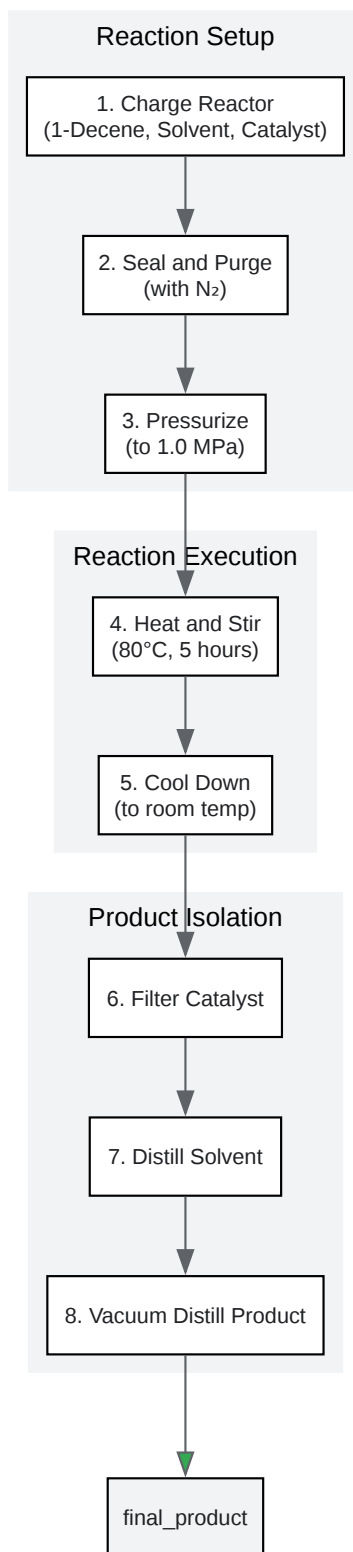 Reaction Setup
1. Charge Reactor
(1-Decene, Solvent, Catalyst)
2. Seal and Purge
(with N₂)
3. Pressurize
(to 1.0 MPa)
Reaction Execution
4. Heat and Stir
(80°C, 5 hours)
5. Cool Down
(to room temp)
Product Isolation
6. Filter Catalyst
7. Distill Solvent
8. Vacuum Distill Product
final_product